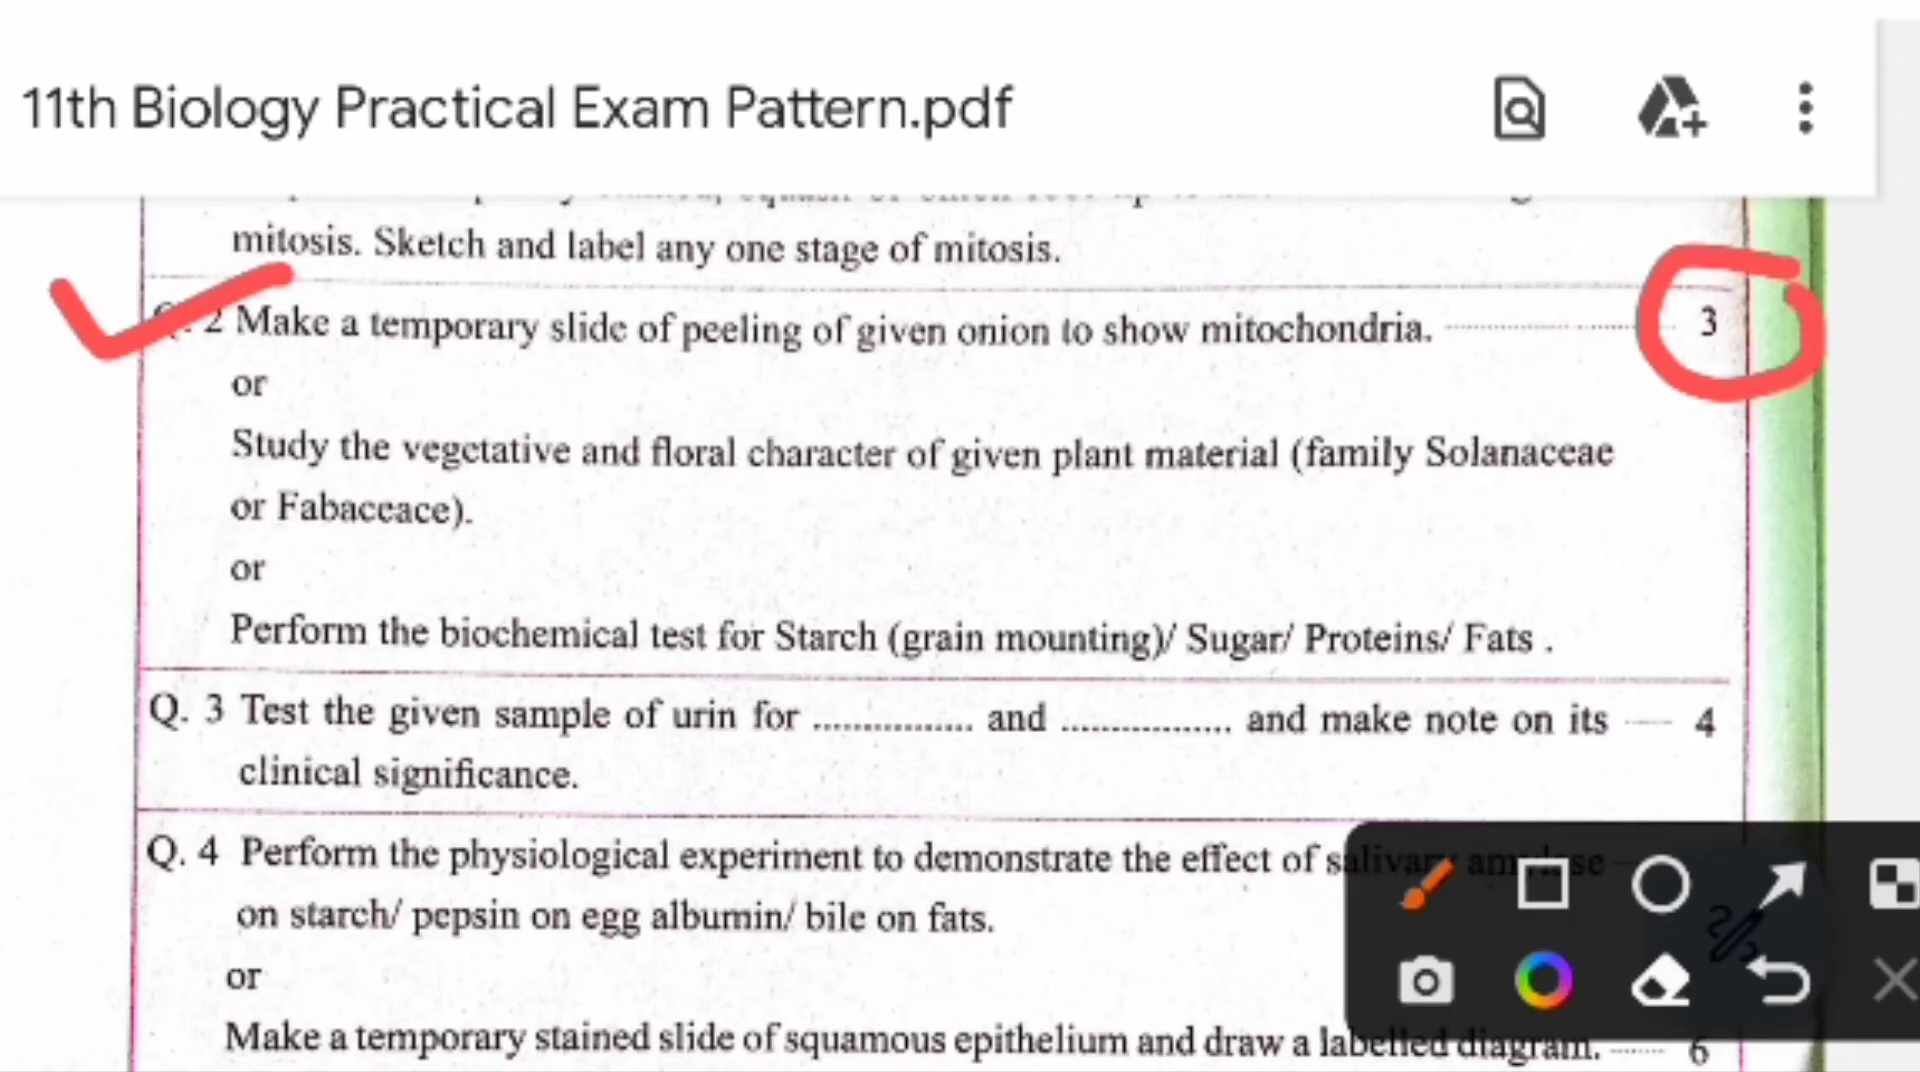 11th Biology Practical Exam Pattern.pdf
mitosis. Sketch and label any one stage of mitosis.
Q. 2 Make a temporary slide of peeling of given onion to show mitochondria. 3
or
Study the vegetative and floral character of given plant material (family Solanaceae
or Fabaceace).
or
Perform the biochemical test for Starch (grain mounting)/ Sugar/ Proteins/ Fats .
Q. 3 Test the given sample of urin for ................ and ................. and make note on its 4
clinical significance.
Q. 4 Perform the physiological experiment to demonstrate the effect of salivary amylase
on starch/ pepsin on egg albumin/ bile on fats.
or
Make a temporary stained slide of squamous epithelium and draw a labelled diagram. 6